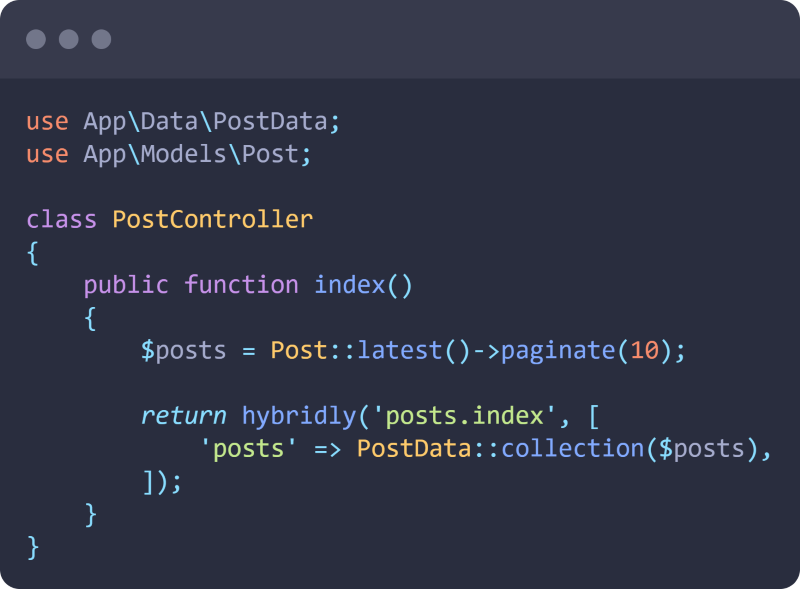 use App\Data\PostData;
use App\Models\Post;

class PostController
{
    public function index()
    {
        $posts = Post::latest()->paginate(10);

        return hybridly('posts.index', [
            'posts' => PostData::collection($posts),
        ]);
    }
}